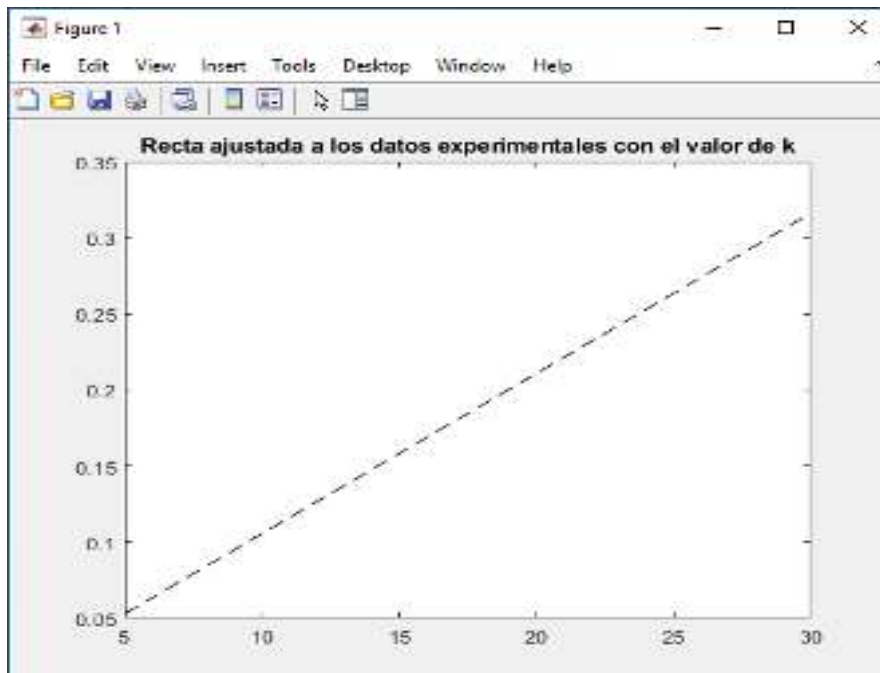 Figure 1
File Edit View Insert Tools Desktop Window Help
Recta ajustada a los datos experimentales con el valor de k
0.35
0.3
0.25
0.2
0.15
0.1
0.05
5 10 15 20 25 30